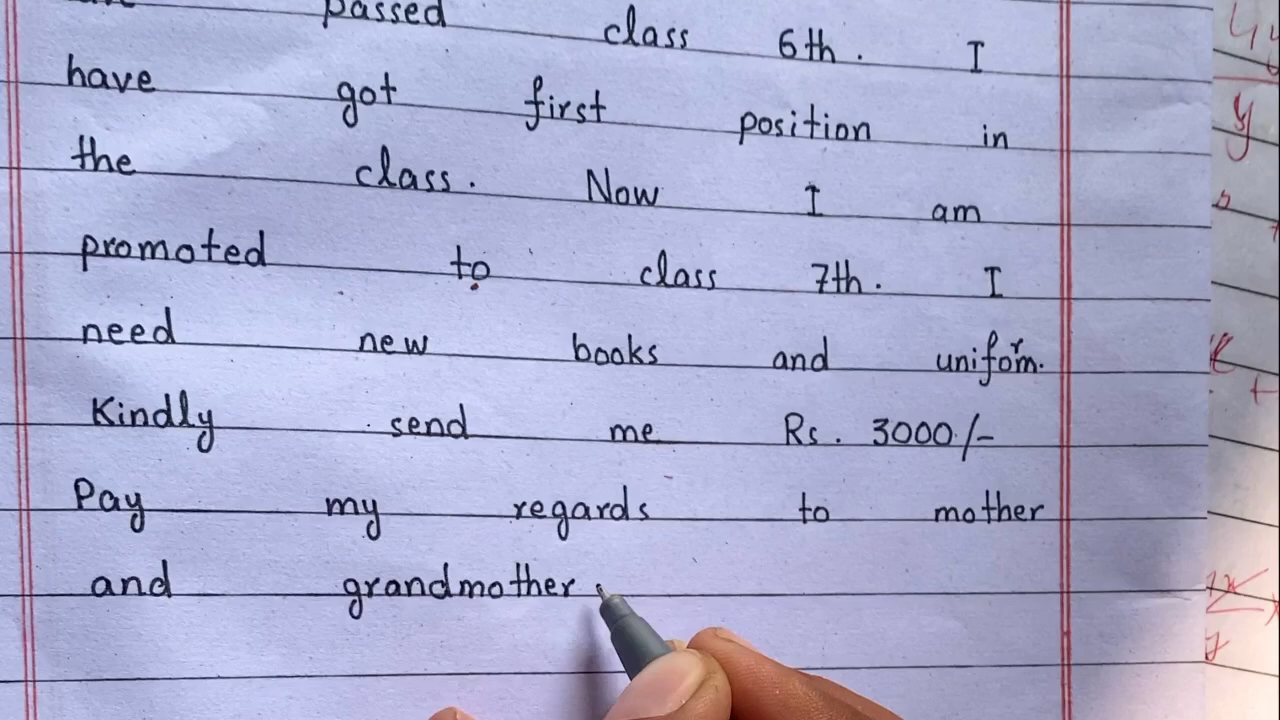 passed class 6th. I
have got first position in
the class. Now I am
promoted to class 7th. I
need new books and uniform.
Kindly send me Rs. 3000/-
Pay my regards to mother
and grandmother